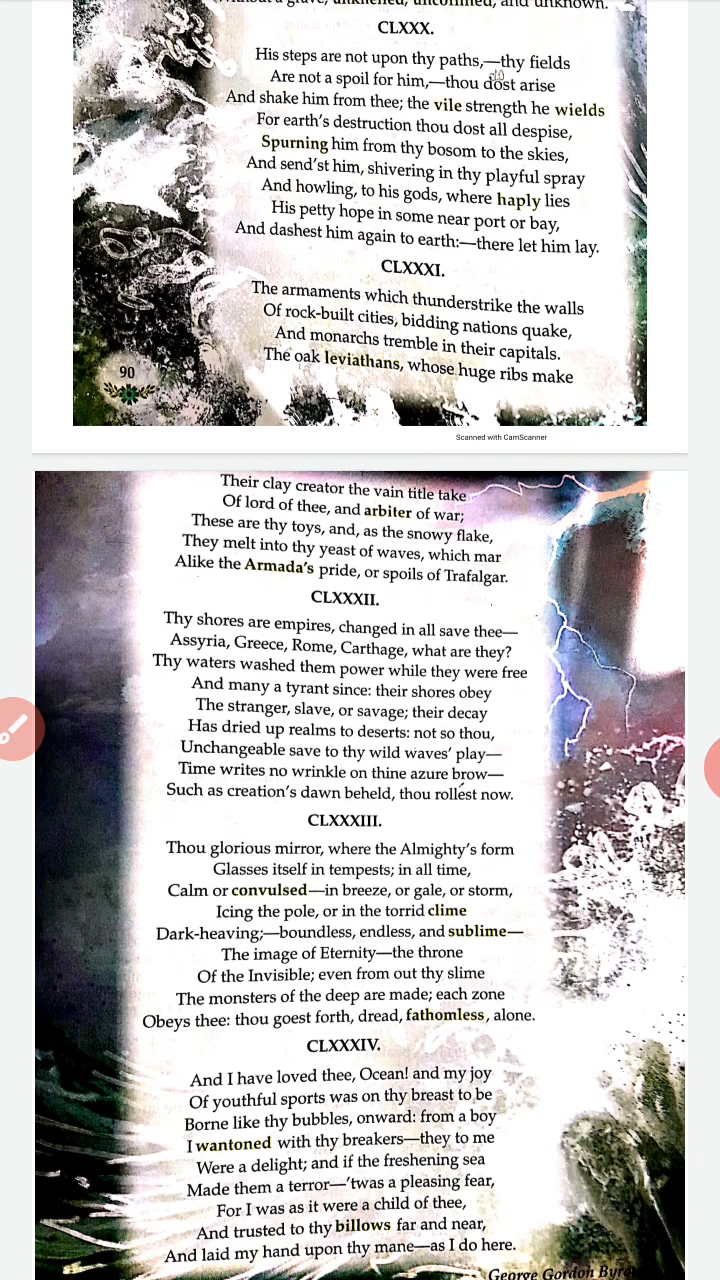 unknelled, uncoffined, and unknown.
CLXXX.
His steps are not upon thy paths,—thy fields
Are not a spoil for him,—thou dost arise
And shake him from thee; the vile strength he wields
For earth's destruction thou dost all despise,
Spurning him from thy bosom to the skies,
And send'st him, shivering in thy playful spray
And howling, to his gods, where haply lies
His petty hope in some near port or bay,
And dashest him again to earth:—there let him lay.
CLXXXI.
The armaments which thunderstrike the walls
Of rock-built cities, bidding nations quake,
And monarchs tremble in their capitals.
The oak leviathans, whose huge ribs make
90
Scanned with CamScanner
Their clay creator the vain title take
Of lord of thee, and arbiter of war;
These are thy toys, and, as the snowy flake,
They melt into thy yeast of waves, which mar
Alike the Armada's pride, or spoils of Trafalgar.
CLXXXII.
Thy shores are empires, changed in all save thee—
Assyria, Greece, Rome, Carthage, what are they?
Thy waters washed them power while they were free
And many a tyrant since: their shores obey
The stranger, slave, or savage; their decay
Has dried up realms to deserts: not so thou,
Unchangeable save to thy wild waves' play—
Time writes no wrinkle on thine azure brow—
Such as creation's dawn beheld, thou rollest now.
CLXXXIII.
Thou glorious mirror, where the Almighty's form
Glasses itself in tempests; in all time,
Calm or convulsed—in breeze, or gale, or storm,
Icing the pole, or in the torrid clime
Dark-heaving;—boundless, endless, and sublime—
The image of Eternity—the throne
Of the Invisible; even from out thy slime
The monsters of the deep are made; each zone
Obeys thee: thou goest forth, dread, fathomless, alone.
CLXXXIV.
And I have loved thee, Ocean! and my joy
Of youthful sports was on thy breast to be
Borne like thy bubbles, onward: from a boy
I wantoned with thy breakers—they to me
Were a delight; and if the freshening sea
Made them a terror—'twas a pleasing fear,
For I was as it were a child of thee,
And trusted to thy billows far and near,
And laid my hand upon thy mane—as I do here.
George Gordon